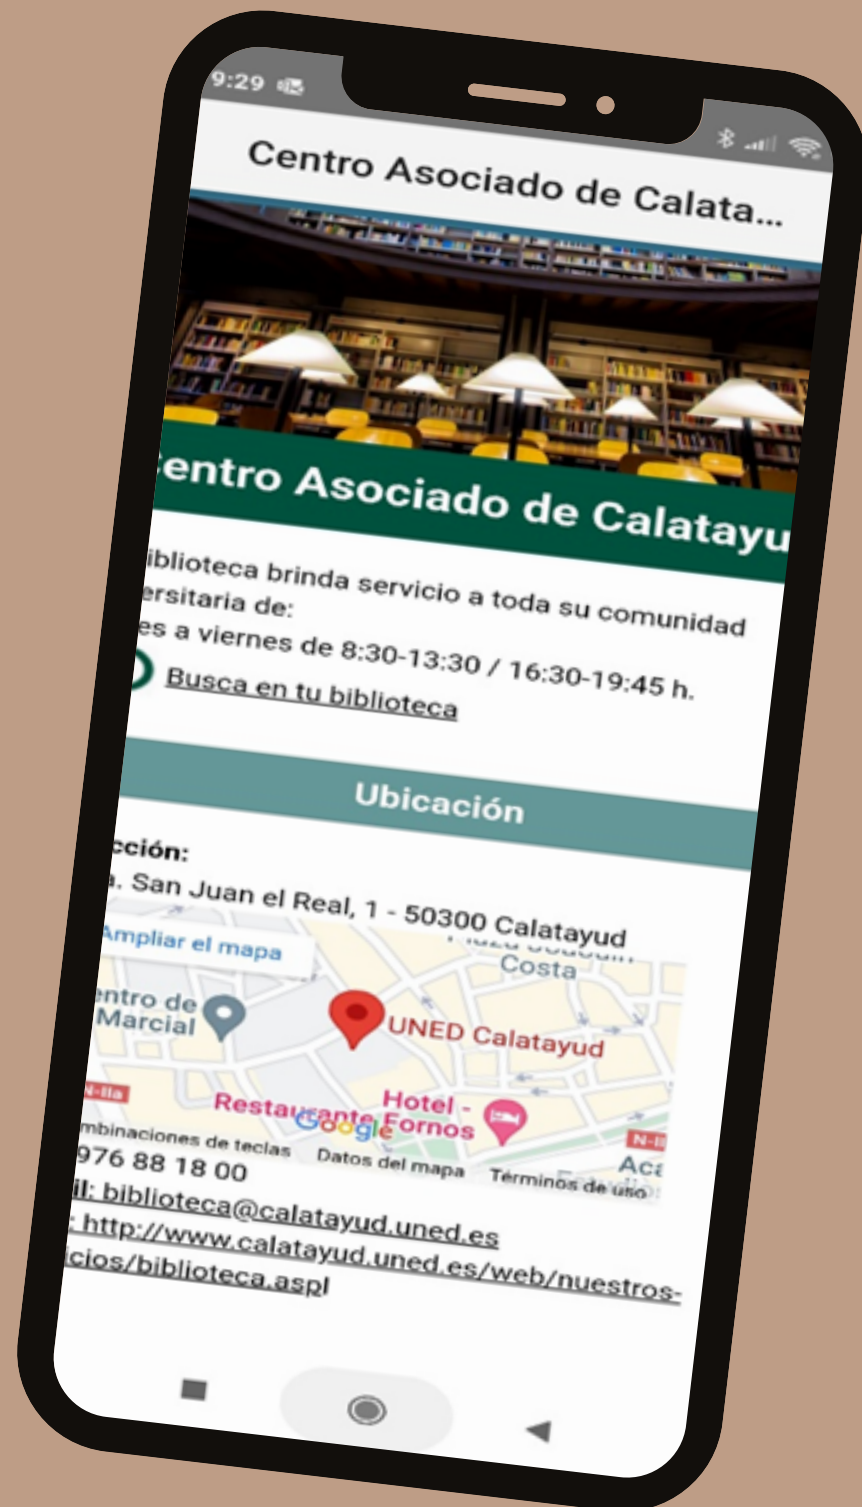 9:29
Centro Asociado de Calata...
entro Asociado de Calatayu
iblioteca brinda servicio a toda su comunidad
ersitaria de:
es a viernes de 8:30-13:30 / 16:30-19:45 h.
Busca en tu biblioteca
Ubicación
cción:
a. San Juan el Real, 1 - 50300 Calatayud
Ampliar el mapa
Costa
entro de
Marcial
UNED Calatayud
N-IIa
Hotel -
Restaurante Fornos
Google
N-II
Aca
mbinaciones de teclas Datos del mapa Términos de uso
976 88 18 00
il: biblioteca@calatayud.uned.es
: http://www.calatayud.uned.es/web/nuestros-
icios/biblioteca.aspl